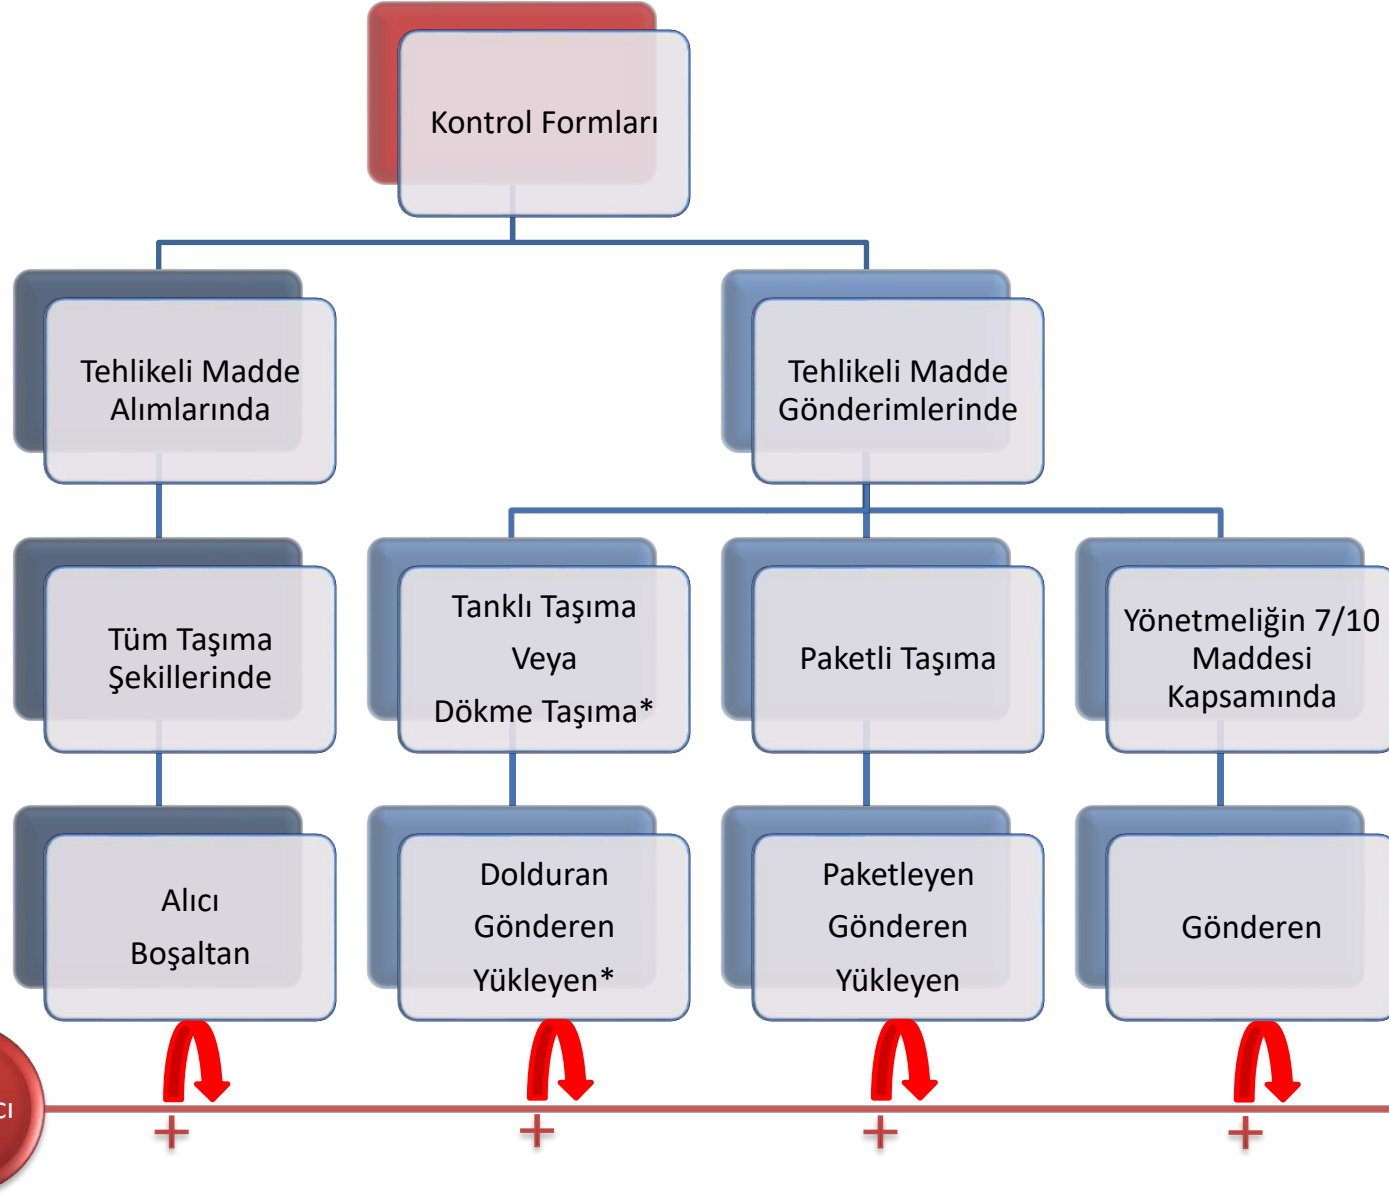 Kontrol Formları
Tehlikeli Madde
Alımlarında
Tehlikeli Madde
Gönderimlerinde
Tüm Taşıma
Şekillerinde
Tanklı Taşıma
Veya
Dökme Taşıma*
Paketli Taşıma
Yönetmeliğin 7/10
Maddesi
Kapsamında
Alıcı
Boşaltan
Dolduran
Gönderen
Yükleyen*
Paketleyen
Gönderen
Yükleyen
Gönderen
+
+
+
+